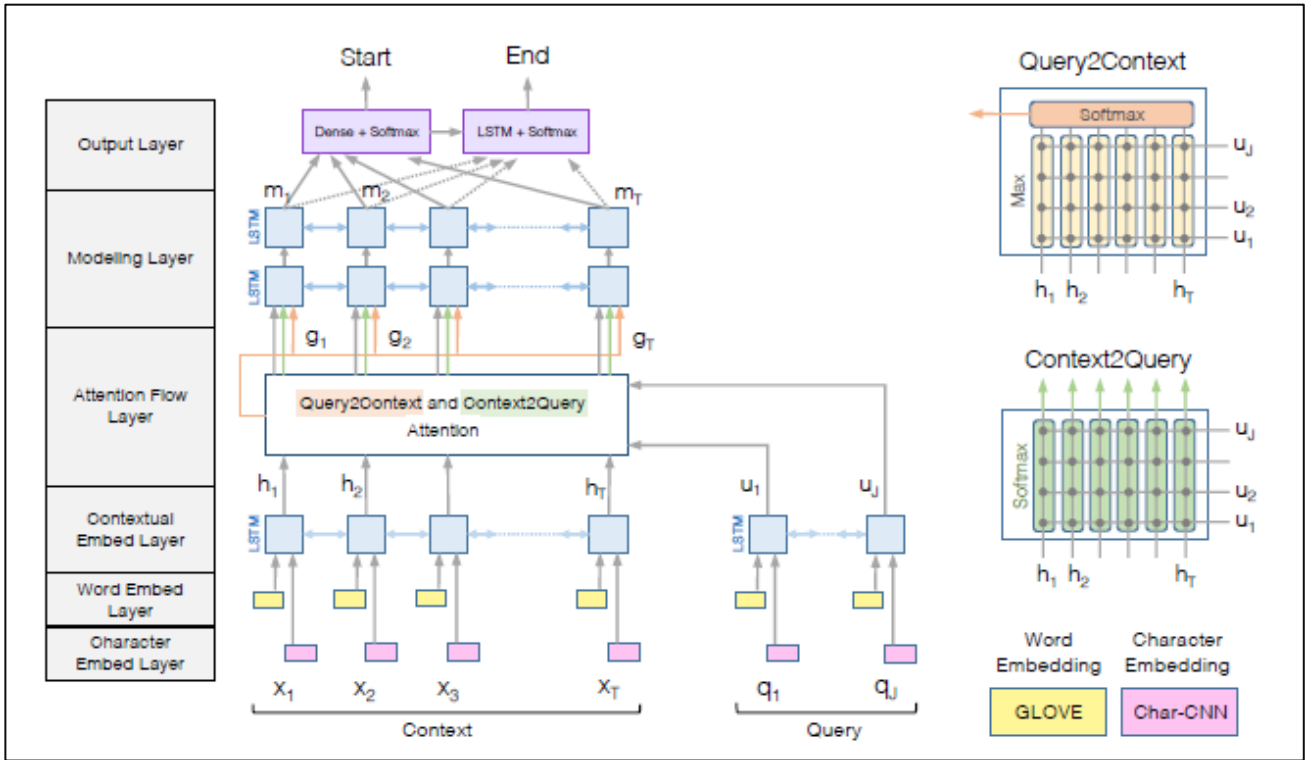 Start
End
Dense + Softmax
LSTM + Softmax
Output Layer
m1
m2
mT
LSTM
Modeling Layer
LSTM
g1
g2
gT
Attention Flow
Layer
Query2Context and Context2Query
Attention
h1
h2
hT
u1
uJ
Contextual
Embed Layer
LSTM
LSTM
Word Embed
Layer
Character
Embed Layer
x1
x2
x3
xT
q1
qJ
Context
Query
Query2Context
Softmax
Max
uJ
u2
u1
h1
h2
hT
Context2Query
Softmax
uJ
u2
u1
h1
h2
hT
Word
Embedding
Character
Embedding
GLOVE
Char-CNN